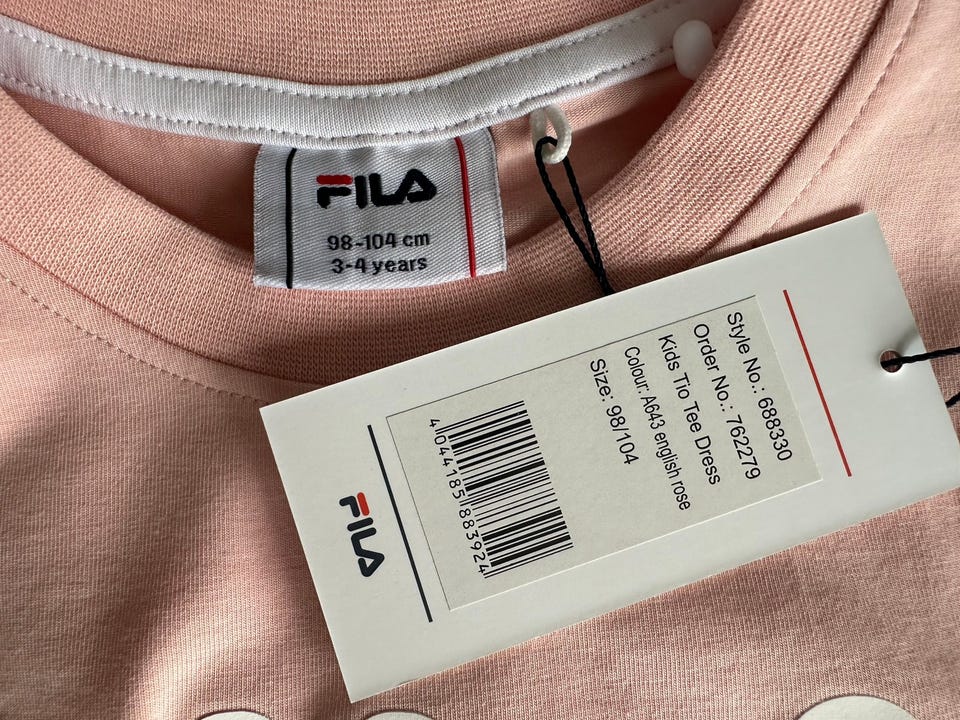 FILA
98-104 cm
3-4 years
Style No.: 688330
Order No.: 762279
Kids Tio Tee Dress
Colour: A643 english rose
Size: 98/104
4044185883924
FILA